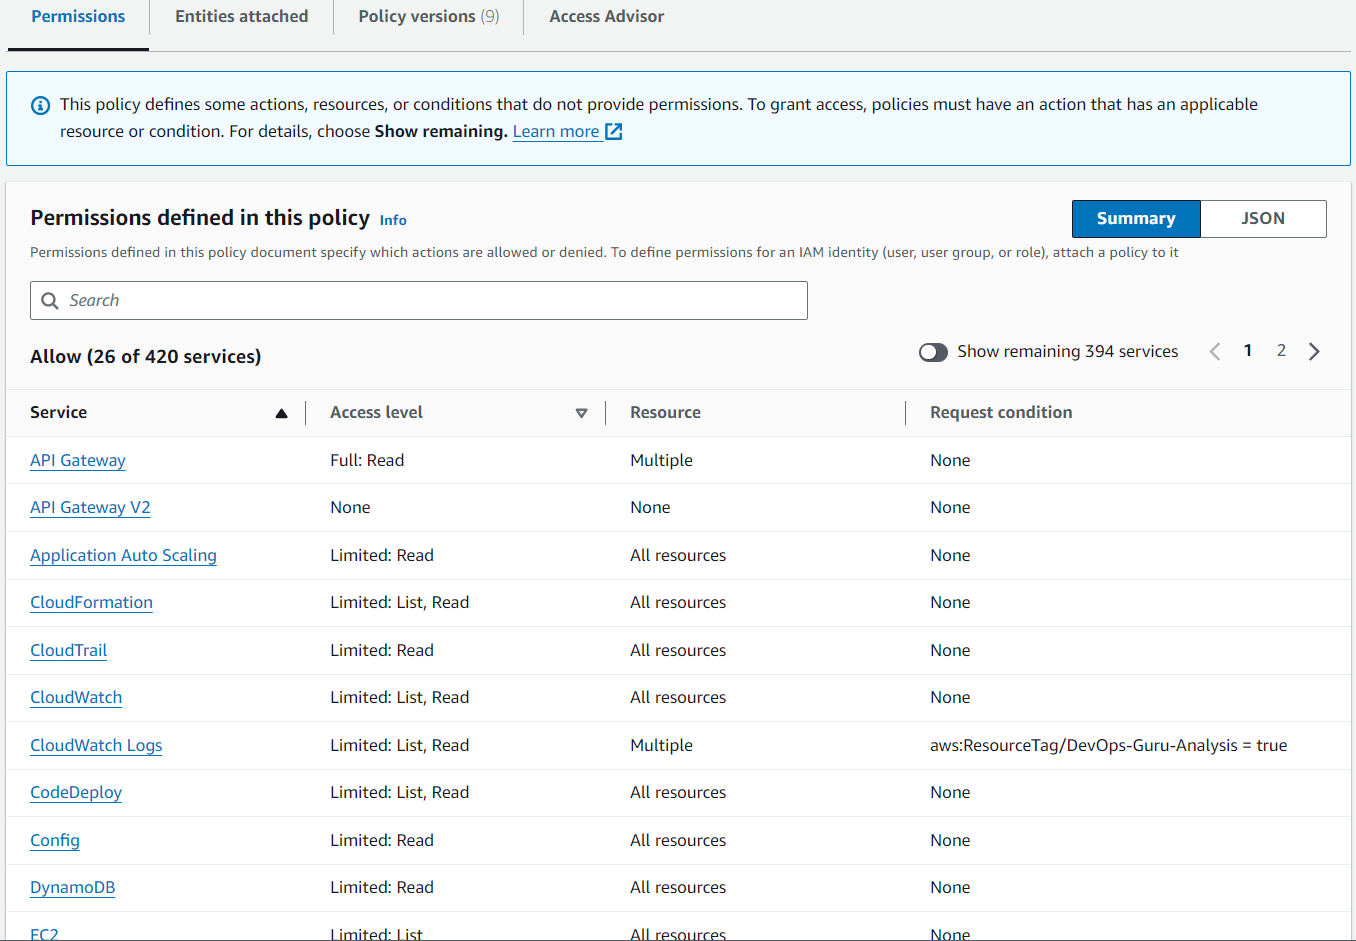 Permissions Entities attached Policy versions (9) Access Advisor
This policy defines some actions, resources, or conditions that do not provide permissions. To grant access, policies must have an action that has an applicable
resource or condition. For details, choose Show remaining. Learn more
Permissions defined in this policy Info
Summary JSON
Permissions defined in this policy document specify which actions are allowed or denied. To define permissions for an IAM identity (user, user group, or role), attach a policy to it
Search
Allow (26 of 420 services)
Show remaining 394 services 1 2
Service Access level Resource Request condition
API Gateway Full: Read Multiple None
API Gateway V2 None None None
Application Auto Scaling Limited: Read All resources None
CloudFormation Limited: List, Read All resources None
CloudTrail Limited: Read All resources None
CloudWatch Limited: List, Read All resources None
CloudWatch Logs Limited: List, Read Multiple aws:ResourceTag/DevOps-Guru-Analysis = true
CodeDeploy Limited: List, Read All resources None
Config Limited: Read All resources None
DynamoDB Limited: Read All resources None
EC2 Limited: List All resources None